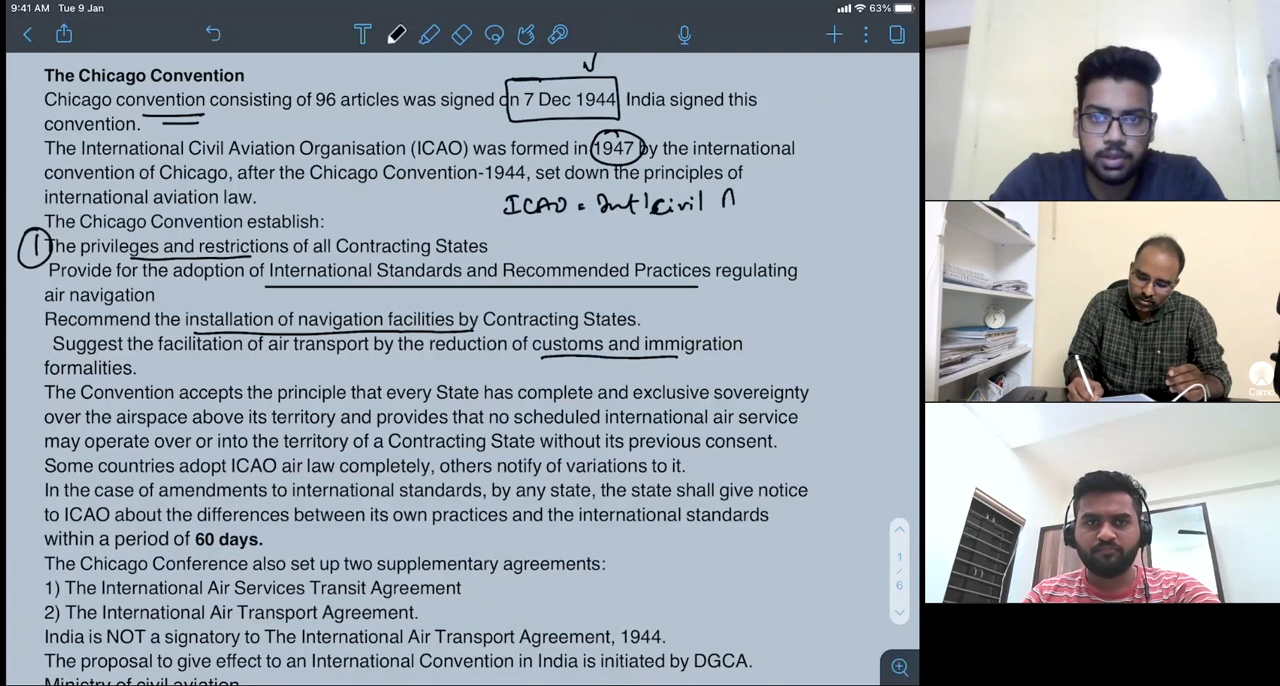 9:41 AM Tue 9 Jan
63%
The Chicago Convention
Chicago convention consisting of 96 articles was signed on 7 Dec 1944. India signed this
convention.
The International Civil Aviation Organisation (ICAO) was formed in 1947 by the international
convention of Chicago, after the Chicago Convention-1944, set down the principles of
international aviation law.
ICAO = Int'l Civil A
The Chicago Convention establish:
1 The privileges and restrictions of all Contracting States
Provide for the adoption of International Standards and Recommended Practices regulating
air navigation
Recommend the installation of navigation facilities by Contracting States.
Suggest the facilitation of air transport by the reduction of customs and immigration
formalities.
The Convention accepts the principle that every State has complete and exclusive sovereignty
over the airspace above its territory and provides that no scheduled international air service
may operate over or into the territory of a Contracting State without its previous consent.
Some countries adopt ICAO air law completely, others notify of variations to it.
In the case of amendments to international standards, by any state, the state shall give notice
to ICAO about the differences between its own practices and the international standards
within a period of 60 days.
The Chicago Conference also set up two supplementary agreements:
1) The International Air Services Transit Agreement
2) The International Air Transport Agreement.
India is NOT a signatory to The International Air Transport Agreement, 1944.
The proposal to give effect to an International Convention in India is initiated by DGCA.
Ministry of civil aviation
1
/
6
Camo